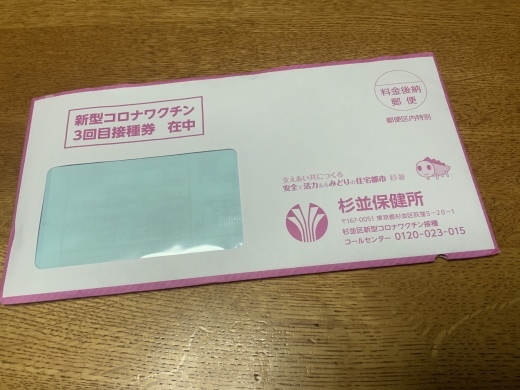 新型コロナワクチン
3回目接種券 在中
料金後納
郵便
郵便区内特別
支えあい共につくる
安全で活力あるみどりの住宅都市 杉並
杉並保健所
〒167-0051 東京都杉並区荻窪5-20-1
杉並区新型コロナワクチン接種
コールセンター 0120-023-015